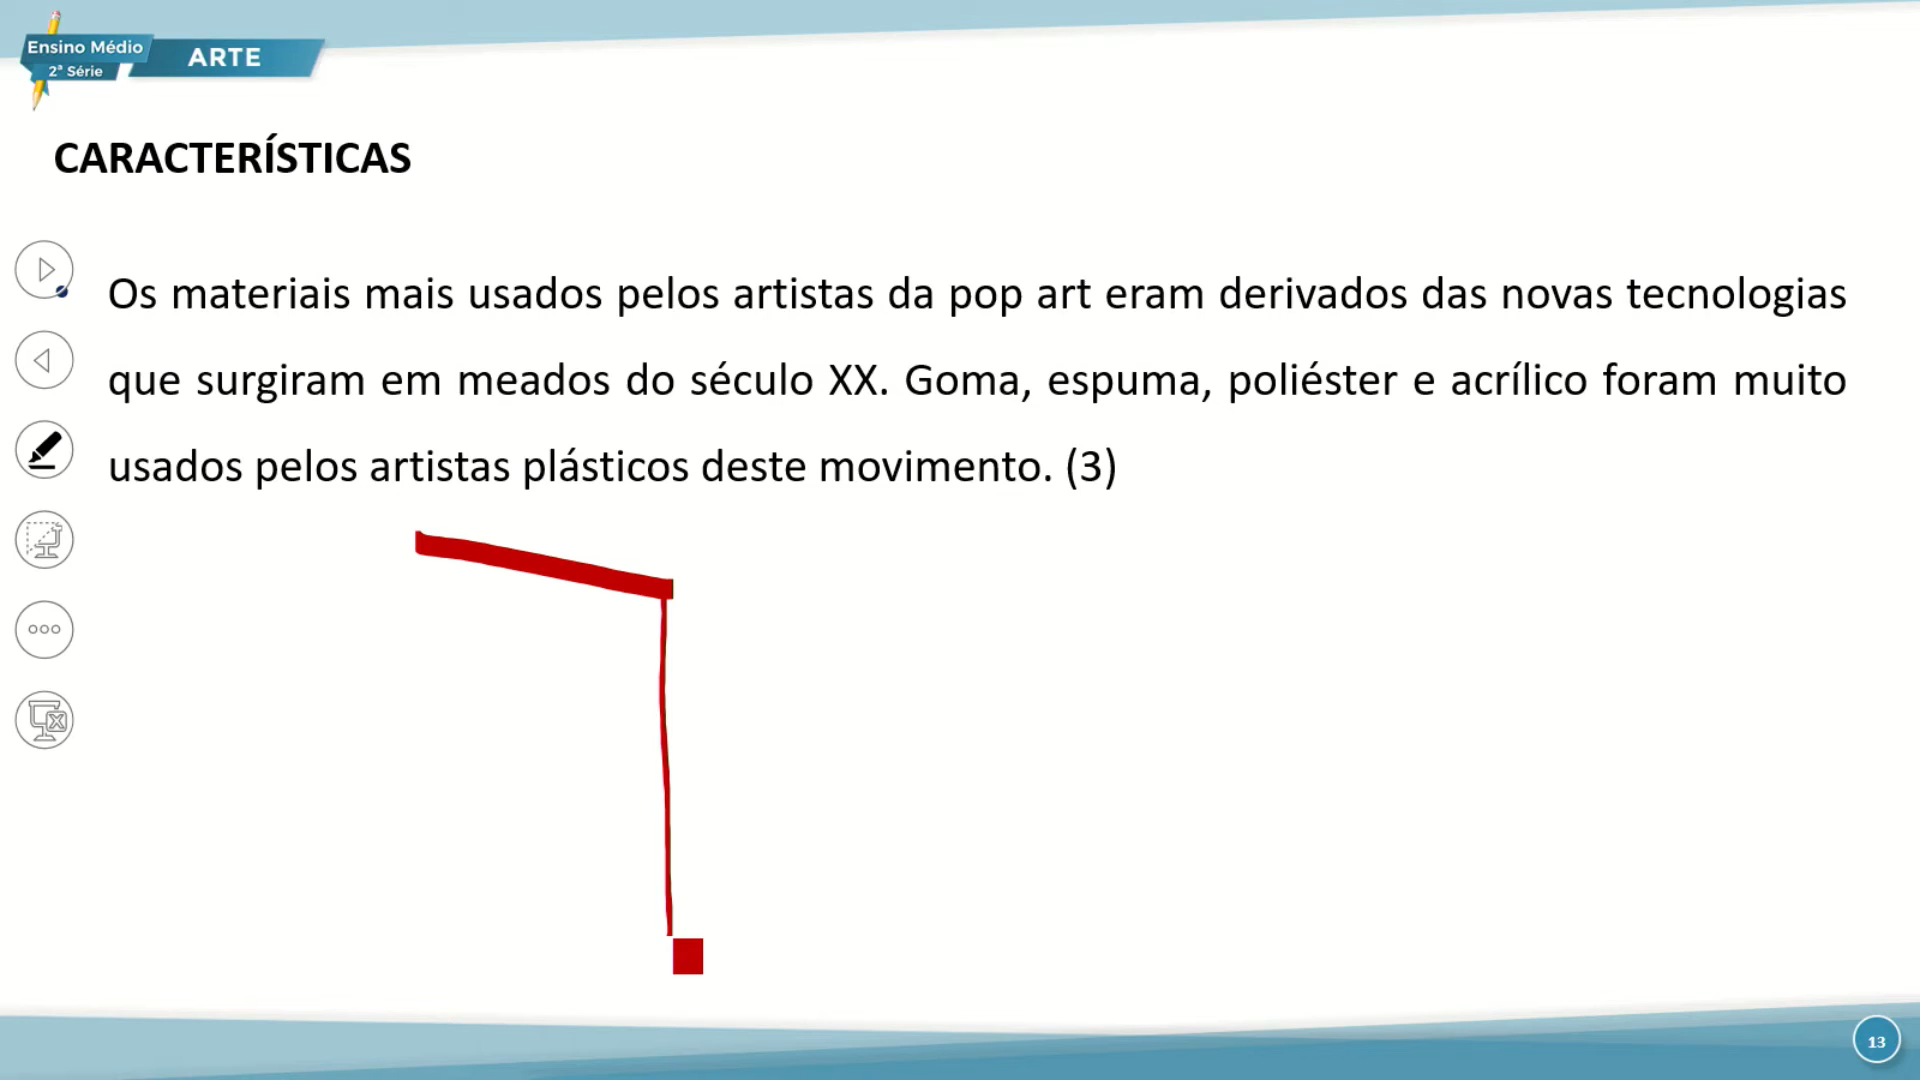 Ensino Médio
2ª Série
ARTE
CARACTERÍSTICAS
Os materiais mais usados pelos artistas da pop art eram derivados das novas tecnologias
que surgiram em meados do século XX. Goma, espuma, poliéster e acrílico foram muito
usados pelos artistas plásticos deste movimento. (3)
13